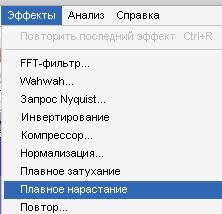 Эффекты Анализ Справка
Повторить последний эффект Ctrl+R
FFT-фильтр...
Wahwah...
Запрос Nyquist...
Инвертирование
Компрессор...
Нормализация...
Плавное затухание
Плавное нарастание
Повтор...